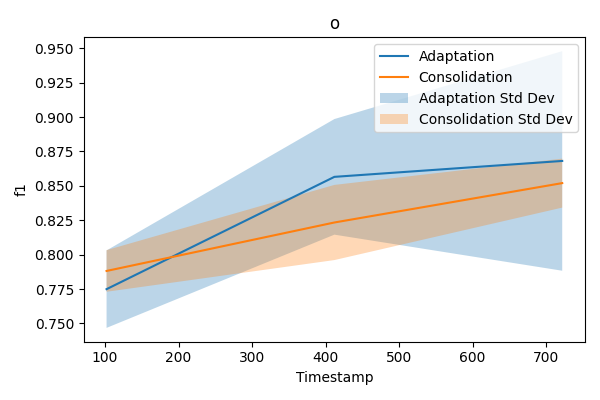 o
0.950
0.925
0.900
0.875
0.850
0.825
0.800
0.775
0.750
f1
Adaptation
Consolidation
Adaptation Std Dev
Consolidation Std Dev
100 200 300 400 500 600 700
Timestamp